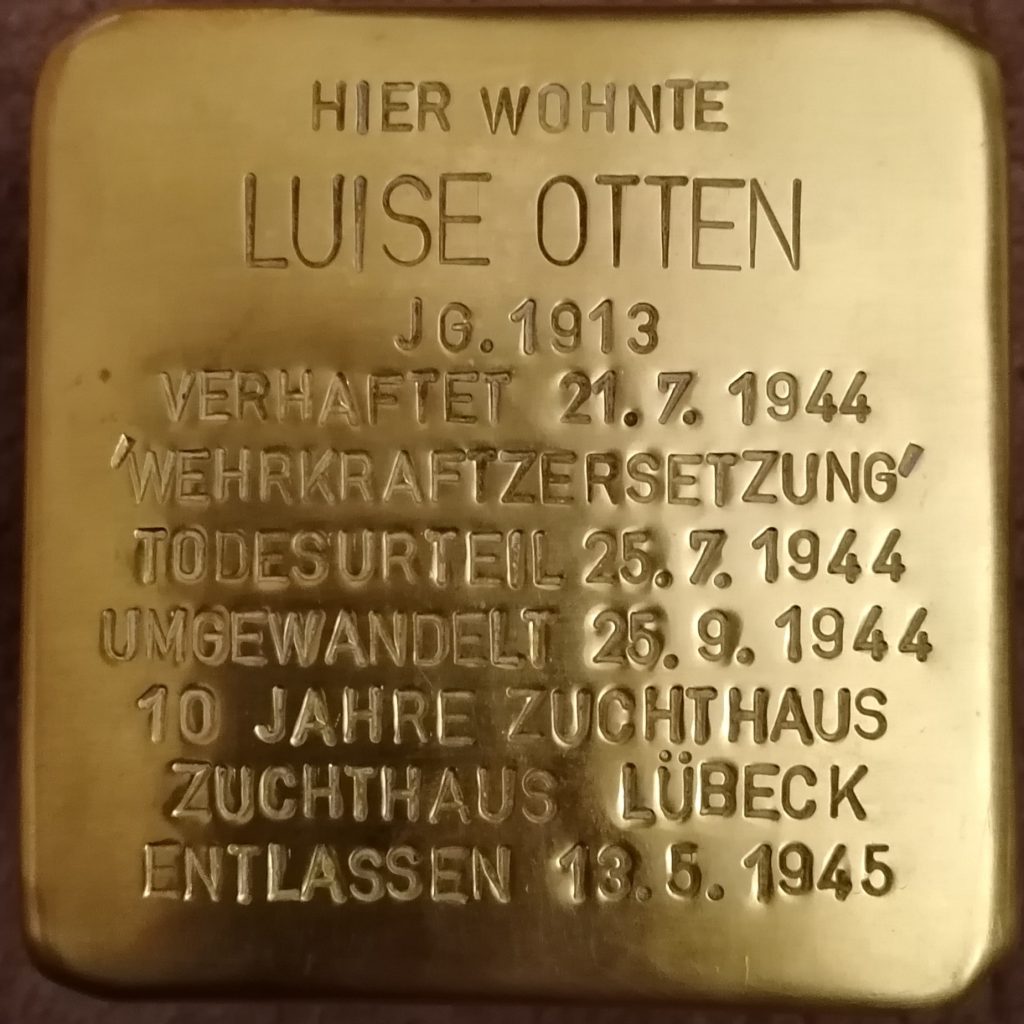 HIER WOHNTE
LUISE OTTEN
JG. 1913
VERHAFTET 21.7.1944
'WEHRKRAFTZERSETZUNG'
TODESURTEIL 25.7.1944
UMGEWANDELT 25.9.1944
10 JAHRE ZUCHTHAUS
ZUCHTHAUS LÜBECK
ENTLASSEN 13.5.1945